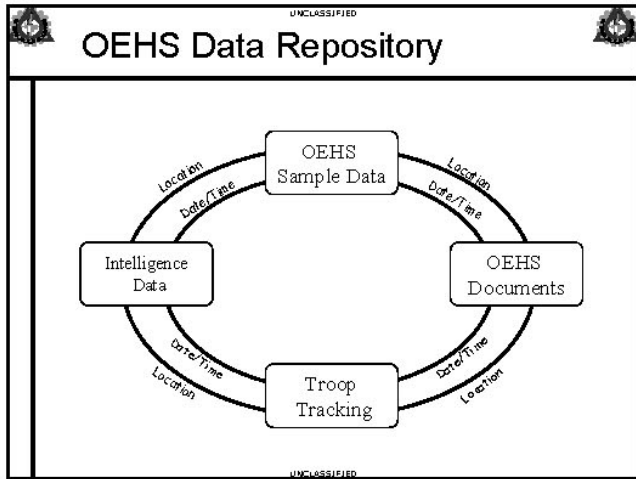 UNCLASSIFIED
OEHS Data Repository
OEHS
Sample Data
Location
Date/Time
Location
Date/Time
Intelligence
Data
OEHS
Documents
Date/Time
Location
Date/Time
Location
Troop
Tracking
UNCLASSIFIED